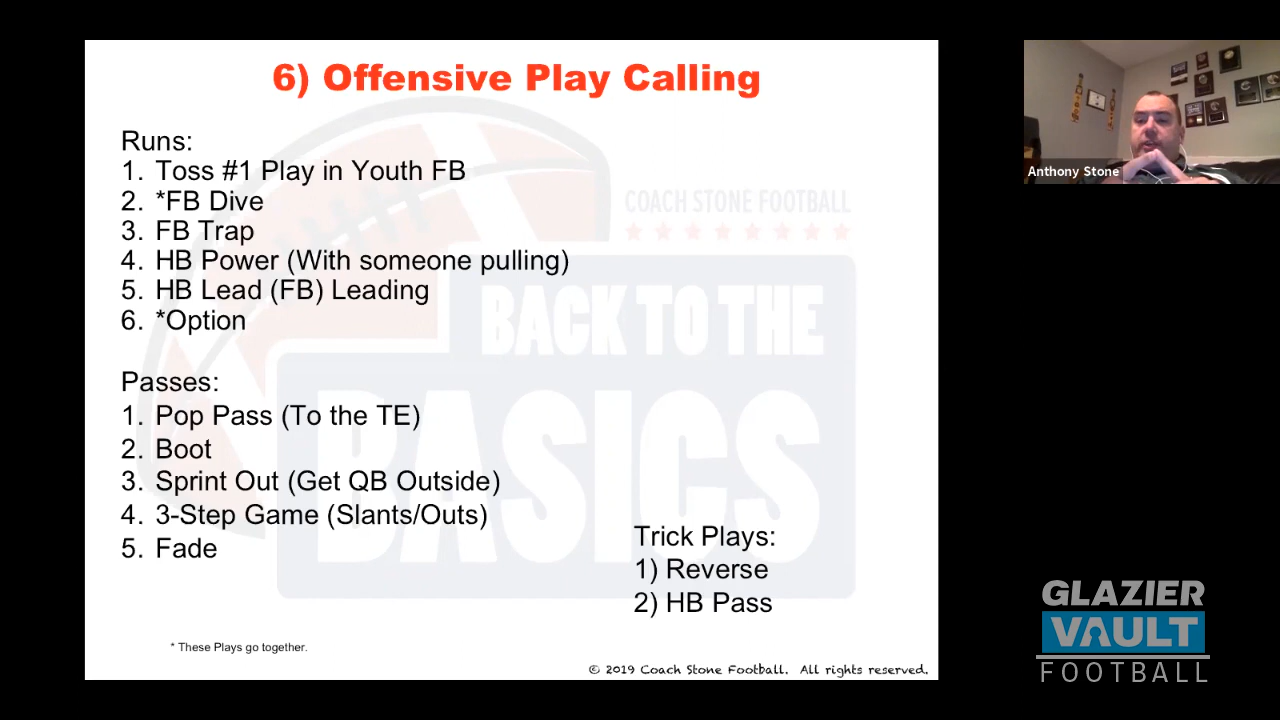 6) Offensive Play Calling
Runs:
1. Toss #1 Play in Youth FB
2. *FB Dive
3. FB Trap
4. HB Power (With someone pulling)
5. HB Lead (FB) Leading
6. *Option
Passes:
1. Pop Pass (To the TE)
2. Boot
3. Sprint Out (Get QB Outside)
4. 3-Step Game (Slants/Outs)
5. Fade
Trick Plays:
1) Reverse
2) HB Pass
* These Plays go together.
© 2019 Coach Stone Football. All rights reserved.
COACH STONE FOOTBALL
BACK TO THE
BASICS
Anthony Stone
GLAZIER
VAULT
FOOTBALL